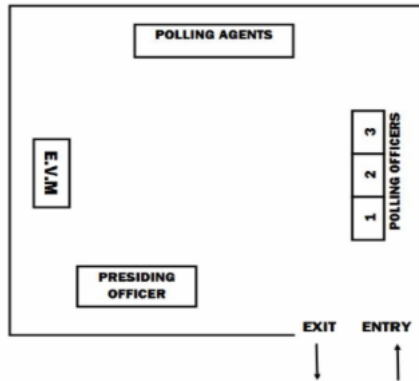 POLLING AGENTS
E.V.M
3
2
1
POLLING OFFICERS
PRESIDING
OFFICER
EXIT ENTRY